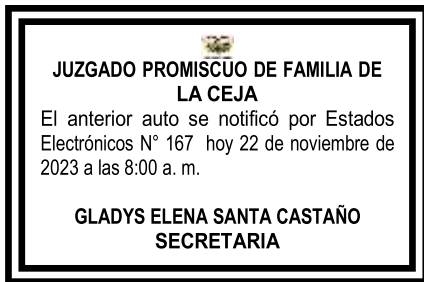 JUZGADO PROMISCUO DE FAMILIA DE
LA CEJA
El anterior auto se notificó por Estados
Electrónicos N° 167 hoy 22 de noviembre de
2023 a las 8:00 a. m.
GLADYS ELENA SANTA CASTAÑO
SECRETARIA